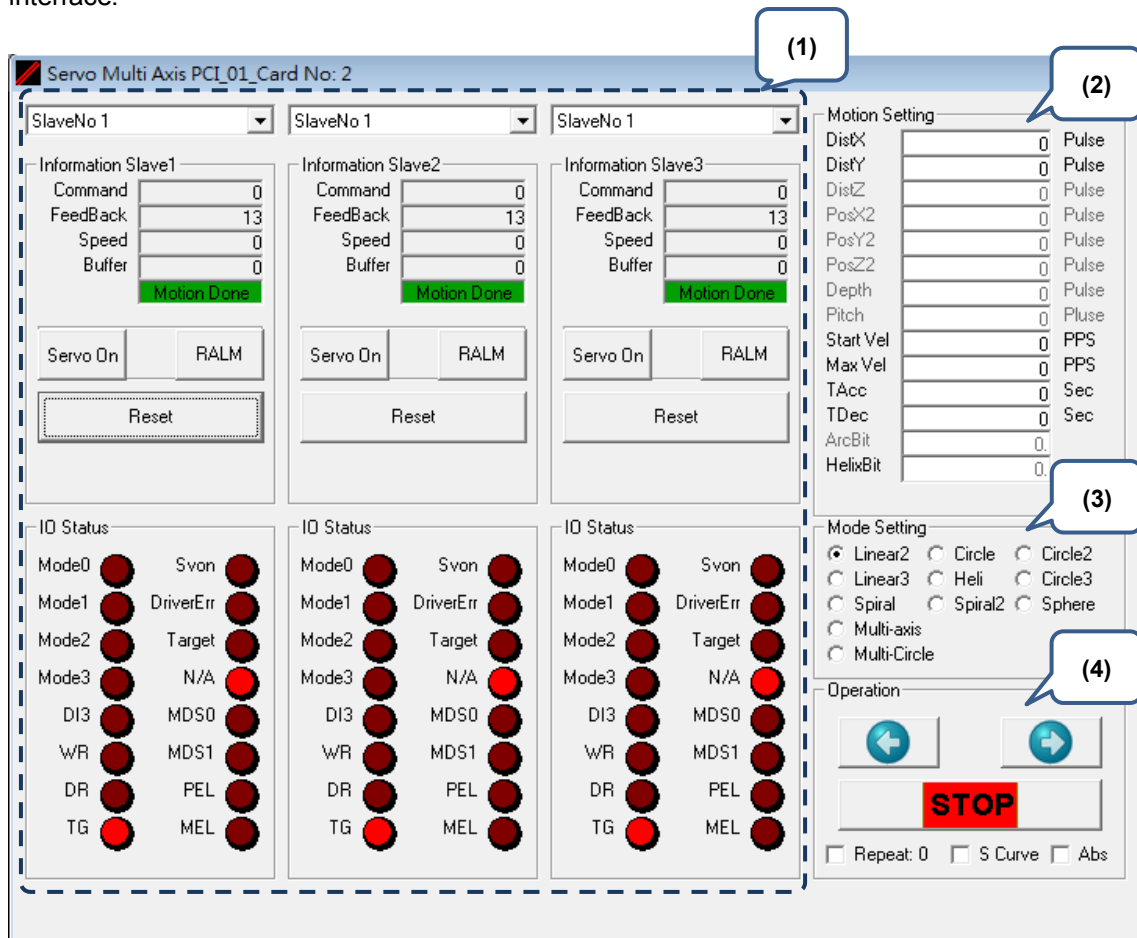 interface.
(1)
(2)
Servo Multi Axis PCI_01_Card No: 2
SlaveNo 1 SlaveNo 1 SlaveNo 1
Information Slave1 Information Slave2 Information Slave3
Command 0 Command 0 Command 0
FeedBack 13 FeedBack 13 FeedBack 13
Speed 0 Speed 0 Speed 0
Buffer 0 Buffer 0 Buffer 0
Motion Done Motion Done Motion Done
Servo On RALM Servo On RALM Servo On RALM
Reset Reset Reset
IO Status IO Status IO Status
Mode0 Svon Mode0 Svon Mode0 Svon
Mode1 DriverErr Mode1 DriverErr Mode1 DriverErr
Mode2 Target Mode2 Target Mode2 Target
Mode3 N/A Mode3 N/A Mode3 N/A
DI3 MDS0 DI3 MDS0 DI3 MDS0
WR MDS1 WR MDS1 WR MDS1
DR PEL DR PEL DR PEL
TG MEL TG MEL TG MEL
Motion Setting
DistX 0 Pulse
DistY 0 Pulse
DistZ 0 Pulse
PosX2 0 Pulse
PosY2 0 Pulse
PosZ2 0 Pulse
Depth 0 Pulse
Pitch 0 Pluse
Start Vel 0 PPS
Max Vel 0 PPS
TAcc 0 Sec
TDec 0 Sec
ArcBit 0.
HelixBit 0.
(3)
Mode Setting
Linear2 Circle Circle2
Linear3 Heli Circle3
Spiral Spiral2 Sphere
Multi-axis
Multi-Circle
(4)
Operation
STOP
Repeat: 0 S Curve Abs